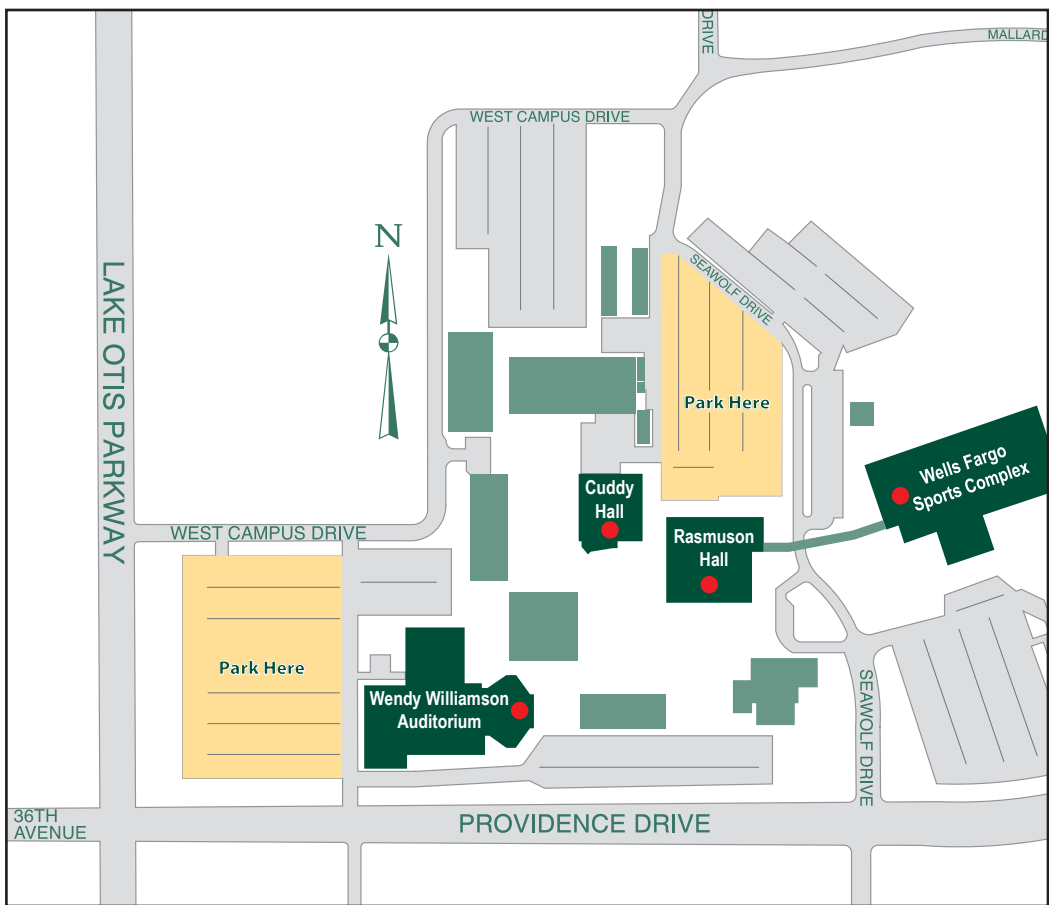 DRIVE
MALLARD
WEST CAMPUS DRIVE
N
LAKE OTIS PARKWAY
SEAWOLF DRIVE
Park Here
Wells Fargo
Sports Complex
Cuddy
Hall
Rasmuson
Hall
WEST CAMPUS DRIVE
Park Here
Wendy Williamson
Auditorium
SEAWOLF DRIVE
36TH
AVENUE
PROVIDENCE DRIVE